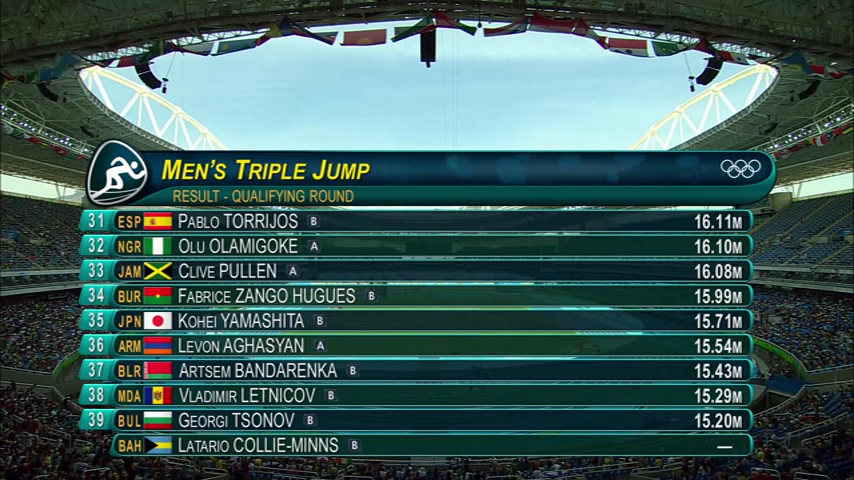 MEN'S TRIPLE JUMP
RESULT - QUALIFYING ROUND
31 ESP PABLO TORRIJOS B 16.11M
32 NGR OLU OLAMIGOKE A 16.10M
33 JAM CLIVE PULLEN A 16.08M
34 BUR FABRICE ZANGO HUGUES B 15.99M
35 JPN KOHEI YAMASHITA B 15.71M
36 ARM LEVON AGHASYAN A 15.54M
37 BLR ARTSEM BANDARENKA B 15.43M
38 MDA VLADIMIR LETNICOV B 15.29M
39 BUL GEORGI TSONOV B 15.20M
BAH LATARIO COLLIE-MINNS B —